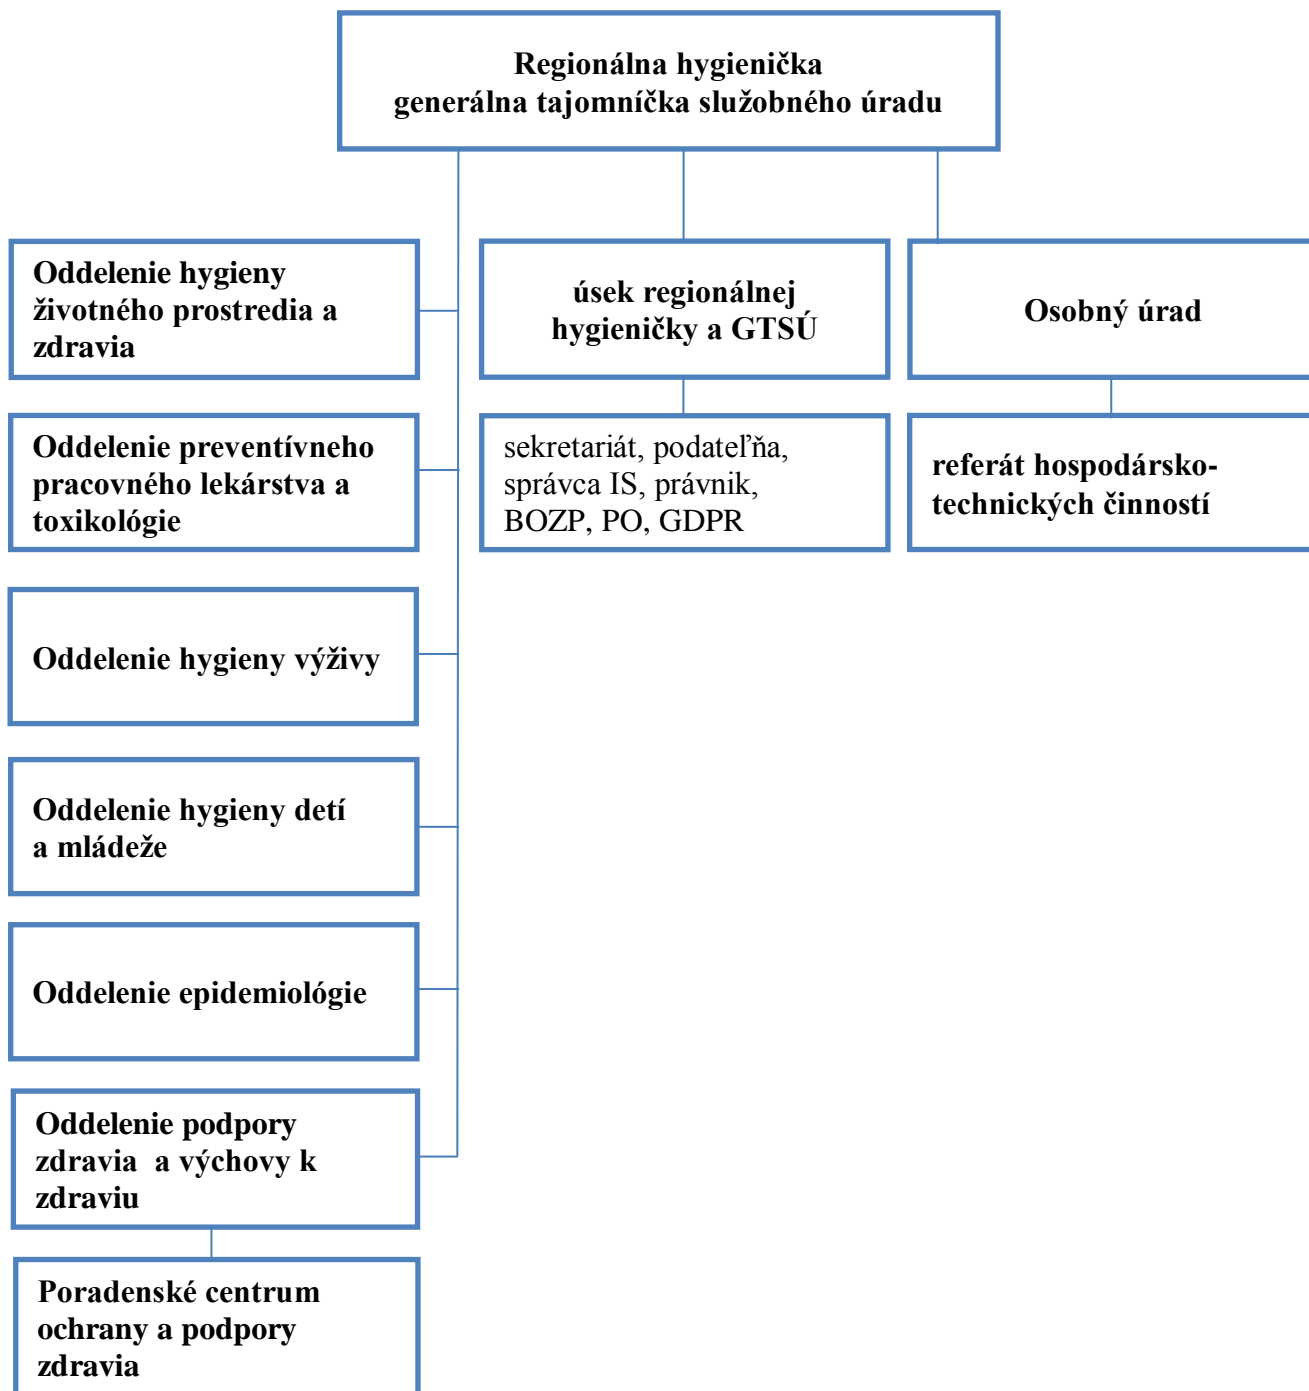 Regionálna hygienička
generálna tajomníčka služobného úradu
Oddelenie hygieny
životného prostredia a
zdravia
úsek regionálnej
hygieničky a GTSÚ
Osobný úrad
Oddelenie preventívneho
pracovného lekárstva a
toxikológie
sekretariát, podateľňa,
správca IS, právnik,
BOZP, PO, GDPR
referát hospodársko-
technických činností
Oddelenie hygieny výživy
Oddelenie hygieny detí
a mládeže
Oddelenie epidemiológie
Oddelenie podpory
zdravia a výchovy k
zdraviu
Poradenské centrum
ochrany a podpory
zdravia